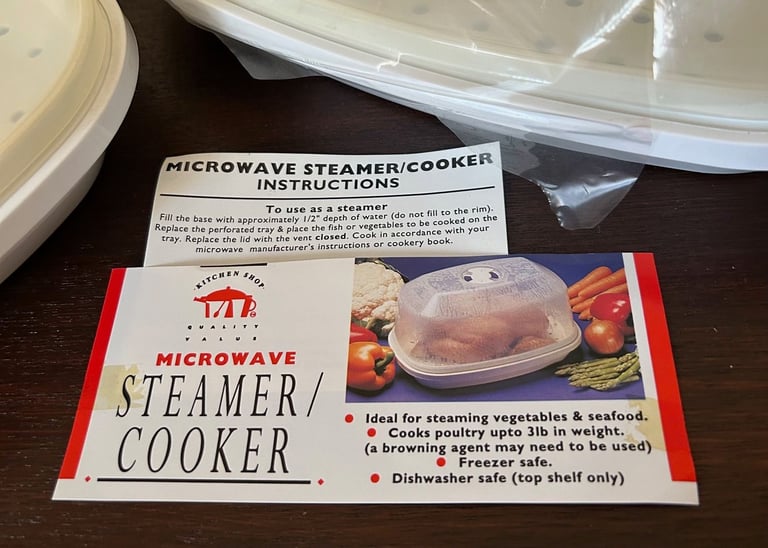 MICROWAVE STEAMER/COOKER
INSTRUCTIONS
To use as a steamer
Fill the base with approximately 1/2" depth of water (do not fill to the rim).
Replace the perforated tray & place the fish or vegetables to be cooked on the
tray. Replace the lid with the vent closed. Cook in accordance with your
microwave manufacturer's instructions or cookery book.
KITCHEN SHOP
QUALITY
VALUE
MICROWAVE
STEAMER/
COOKER
Ideal for steaming vegetables & seafood.
Cooks poultry upto 3lb in weight.
(a browning agent may need to be used)
Freezer safe.
Dishwasher safe (top shelf only)